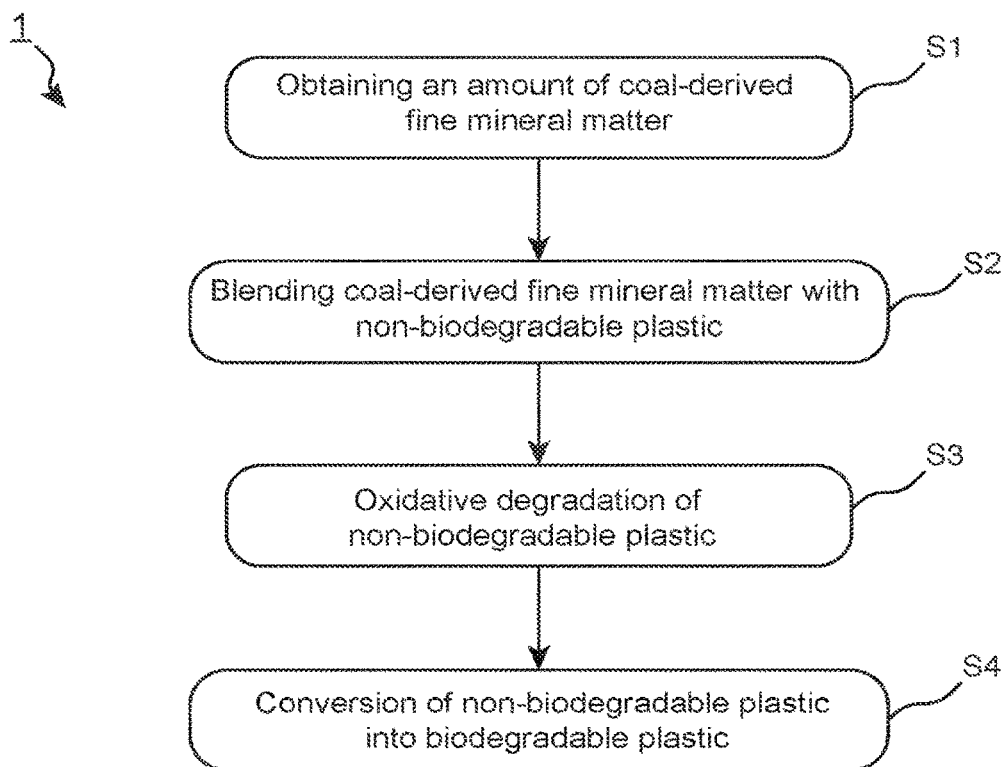 1
S1
Obtaining an amount of coal-derived
fine mineral matter
S2
Blending coal-derived fine mineral matter with
non-biodegradable plastic
S3
Oxidative degradation of
non-biodegradable plastic
S4
Conversion of non-biodegradable plastic
into biodegradable plastic